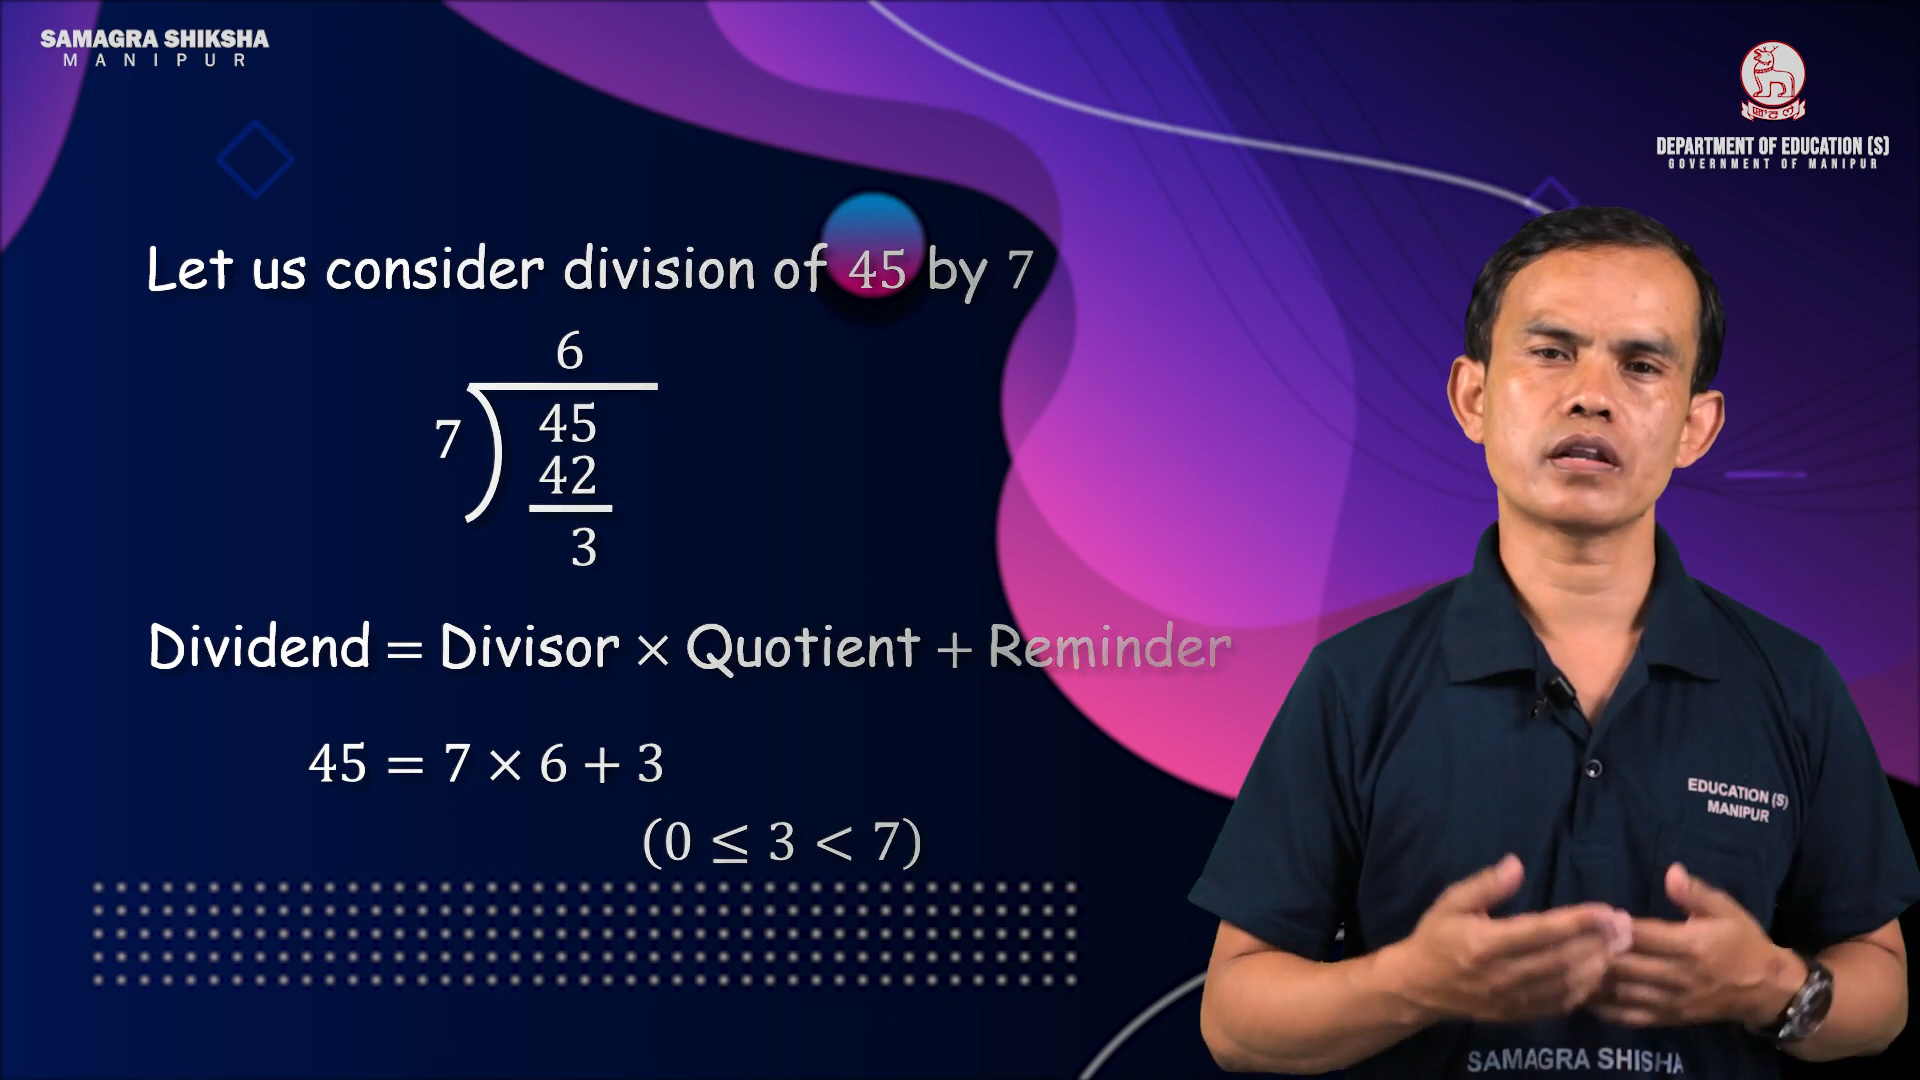 SAMAGRA SHIKSHA
MANIPUR
DEPARTMENT OF EDUCATION (S)
GOVERNMENT OF MANIPUR
Let us consider division of 45 by 7
6
7
45
42
3
Dividend = Divisor × Quotient + Reminder
45 = 7 × 6 + 3
(0 ≤ 3 < 7)
EDUCATION (S)
MANIPUR
SAMAGRA SHISHA